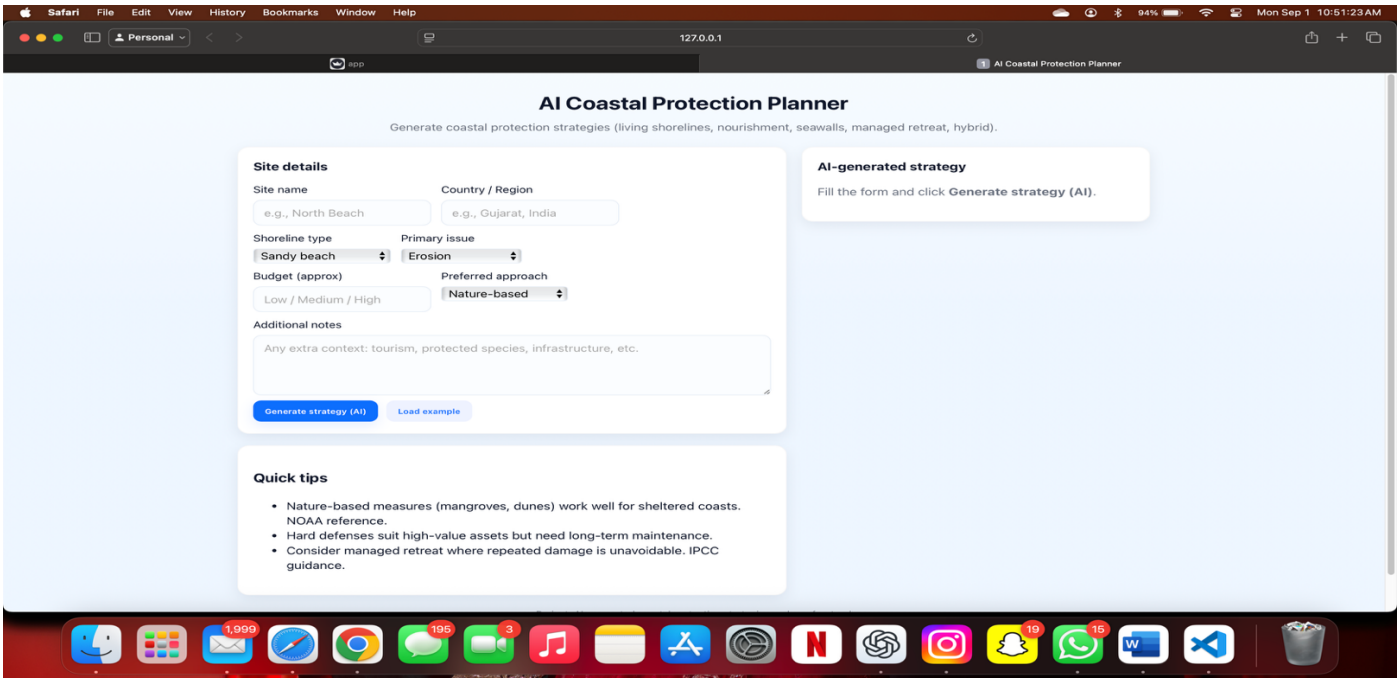 Safari File Edit View History Bookmarks Window Help
94% Mon Sep 1 10:51:23 AM
Personal
127.0.0.1
app
1 AI Coastal Protection Planner
AI Coastal Protection Planner
Generate coastal protection strategies (living shorelines, nourishment, seawalls, managed retreat, hybrid).
Site details
Site name Country / Region
e.g., North Beach e.g., Gujarat, India
Shoreline type Primary issue
Sandy beach Erosion
Budget (approx) Preferred approach
Low / Medium / High Nature-based
Additional notes
Any extra context: tourism, protected species, infrastructure, etc.
Generate strategy (AI) Load example
AI-generated strategy
Fill the form and click Generate strategy (AI).
Quick tips
• Nature-based measures (mangroves, dunes) work well for sheltered coasts.
NOAA reference.
• Hard defenses suit high-value assets but need long-term maintenance.
• Consider managed retreat where repeated damage is unavoidable. IPCC
guidance.
1,999 195 3 19 15
N W